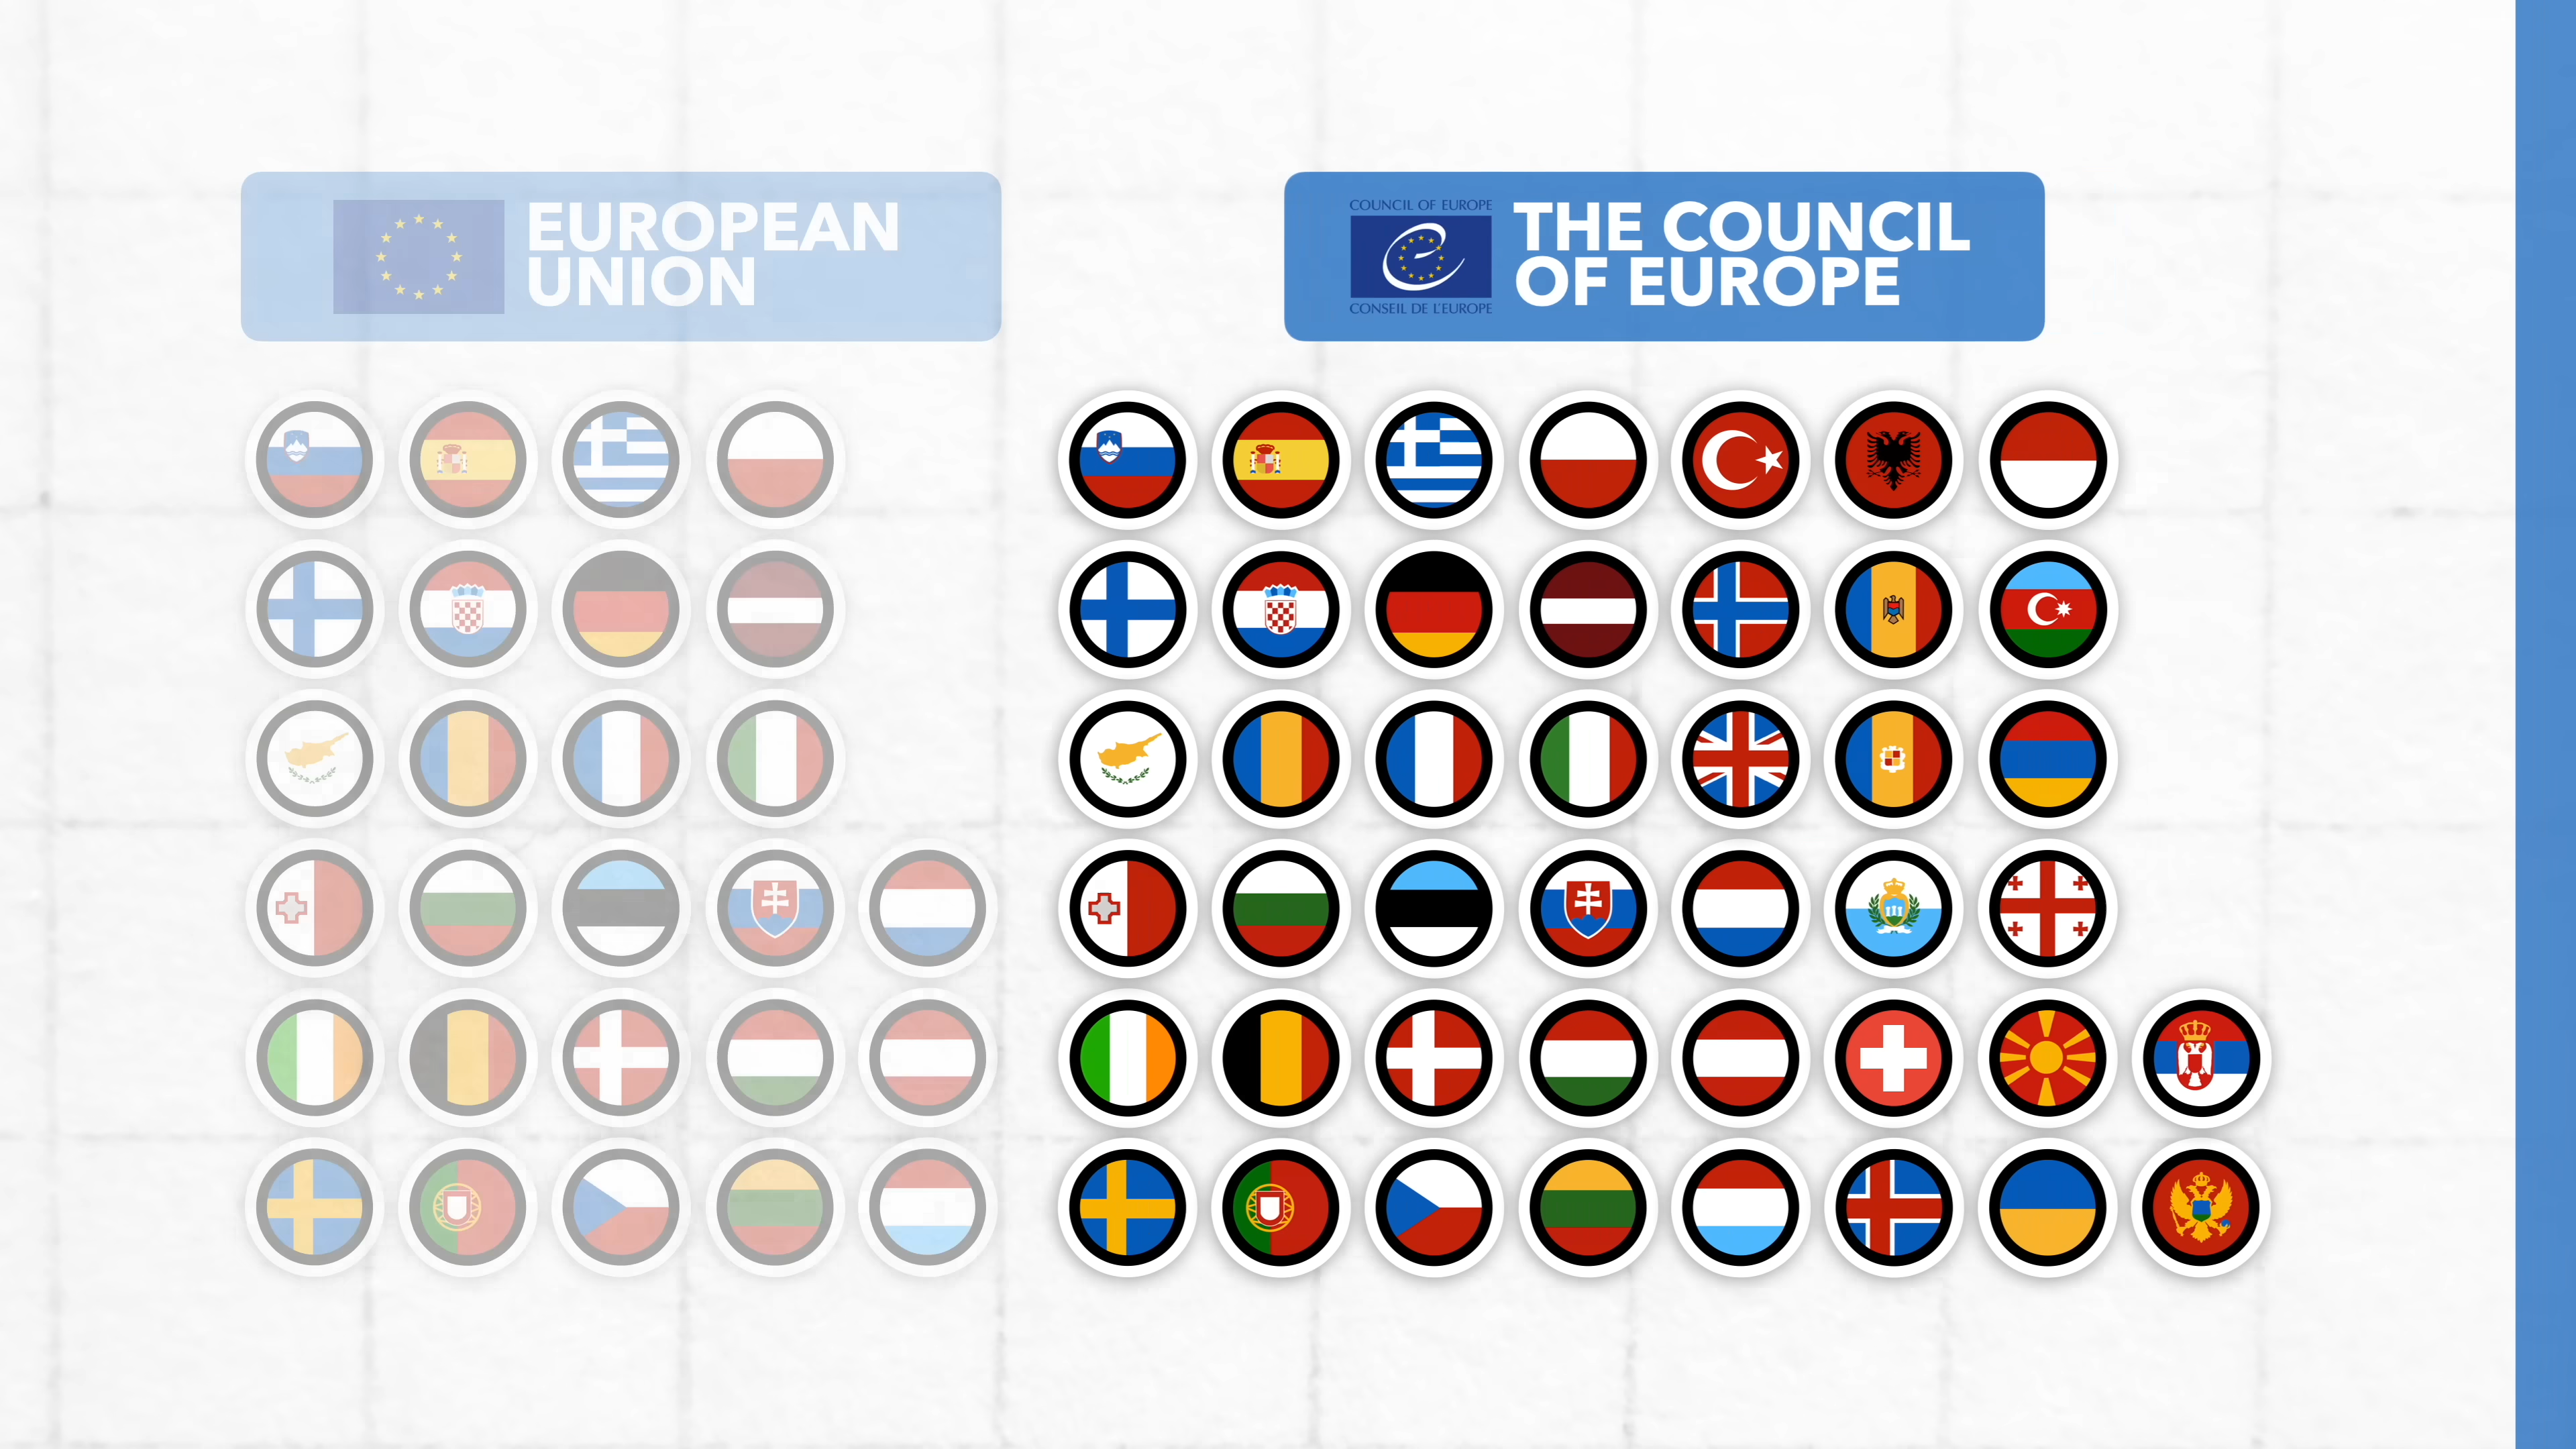 EUROPEAN
UNION
COUNCIL OF EUROPE
THE COUNCIL
OF EUROPE
CONSEIL DE L'EUROPE